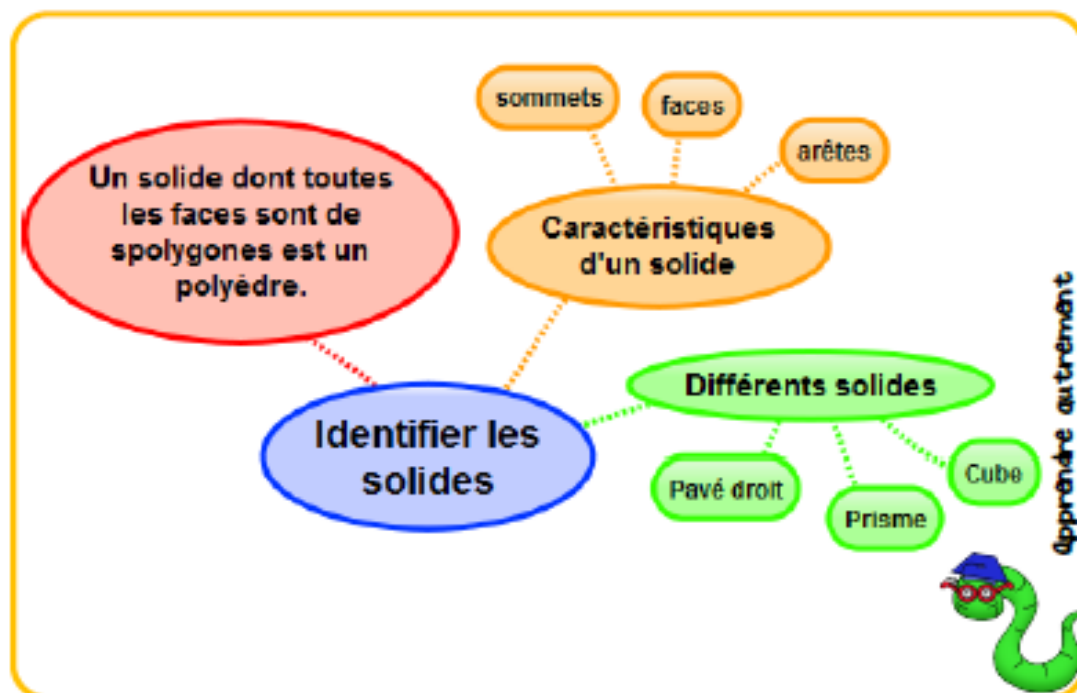 sommets
faces
arêtes
Un solide dont toutes
les faces sont de
spolygones est un
polyèdre.
Caractéristiques
d'un solide
Différents solides
Identifier les
solides
Pavé droit
Prisme
Cube
Apprendre autrement